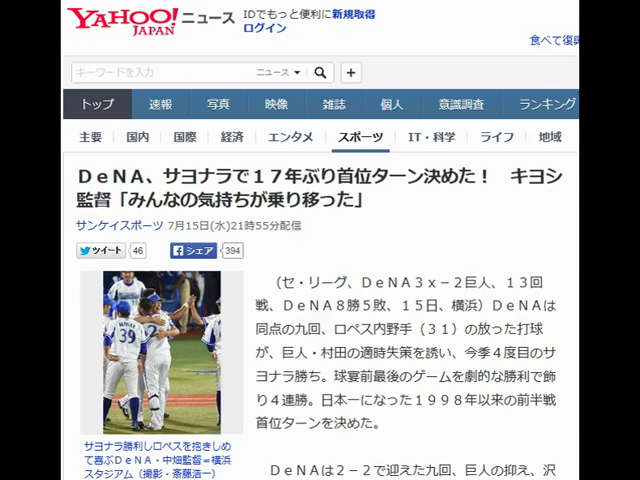 YAHOO! JAPAN ニュース
IDでもっと便利に新規取得
ログイン
食べて復興
キーワードを入力
ニュース
トップ 速報 写真 映像 雑誌 個人 意識調査 ランキング
主要 国内 国際 経済 エンタメ スポーツ IT・科学 ライフ 地域
ＤｅＮＡ、サヨナラで１７年ぶり首位ターン決めた！　キヨシ
監督「みんなの気持ちが乗り移った」
サンケイスポーツ 7月15日(水)21時55分配信
ツイート 46 シェア 394
（セ・リーグ、ＤｅＮＡ３ｘ－２巨人、１３回
戦、ＤｅＮＡ８勝５敗、１５日、横浜）ＤｅＮＡは
同点の九回、ロペス内野手（３１）の放った打球
が、巨人・村田の適時失策を誘い、今季４度目のサ
ヨナラ勝ち。球宴前最後のゲームを劇的な勝利で飾
り４連勝。日本一になった１９９８年以来の前半戦
首位ターンを決めた。
39
2
サヨナラ勝利しロペスを抱きしめ
て喜ぶＤｅＮＡ・中畑監督＝横浜
スタジアム（撮影・斎藤浩一）
ＤｅＮＡは２－２で迎えた九回、巨人の抑え、沢